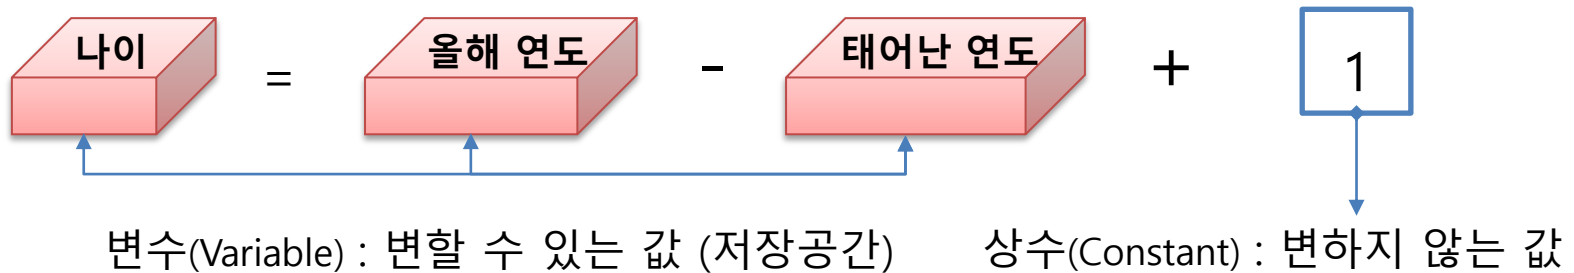 나이 = 올해 연도 - 태어난 연도 + 1
변수(Variable) : 변할 수 있는 값 (저장공간) 상수(Constant) : 변하지 않는 값